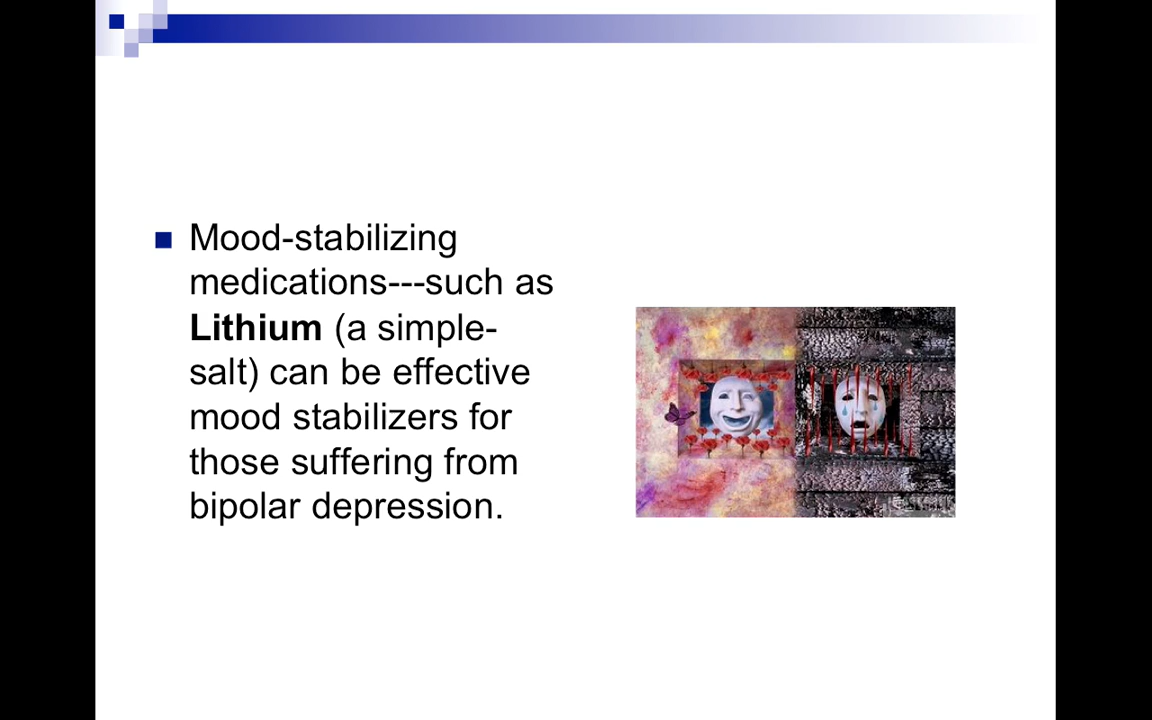 Mood-stabilizing
medications---such as
Lithium (a simple-
salt) can be effective
mood stabilizers for
those suffering from
bipolar depression.